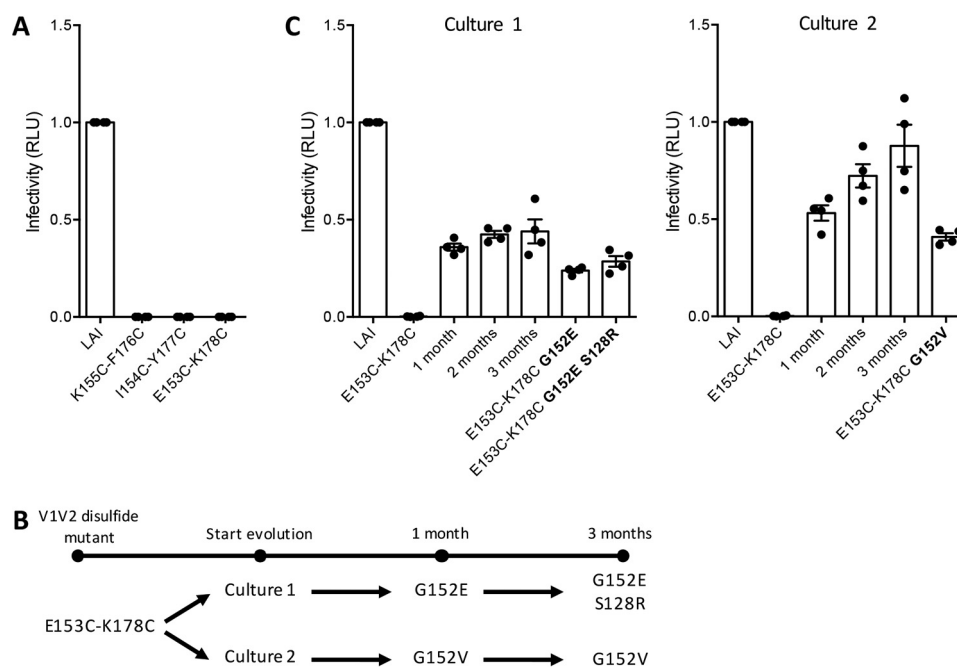 A
1.5
1.0
0.5
0.0
Infectivity (RLU)
LAI
K155C-F176C
I154C-Y177C
E153C-K178C
C
Culture 1
1.5
1.0
0.5
0.0
Infectivity (RLU)
LAI
E153C-K178C
1 month
2 months
3 months
E153C-K178C G152E
E153C-K178C G152E S128R
Culture 2
1.5
1.0
0.5
0.0
Infectivity (RLU)
LAI
E153C-K178C
1 month
2 months
3 months
E153C-K178C G152V
B
V1V2 disulfide
mutant
Start evolution
1 month
3 months
E153C-K178C
Culture 1
G152E
G152E
S128R
Culture 2
G152V
G152V